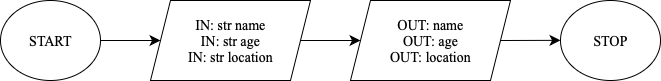 START
IN: str name
IN: str age
IN: str location
OUT: name
OUT: age
OUT: location
STOP